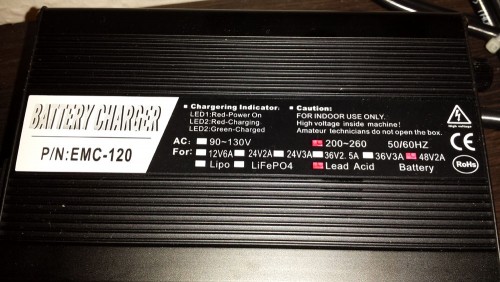 BATTERY CHARGER
P/N:EMC-120
Chargering Indicator:
LED1:Red-Power On
LED2:Red-Charging
LED2:Green-Charged
Caution:
FOR INDOOR USE ONLY.
High voltage inside machine!
Amateur technicians do not open the box.
AC: 90~130V 200~260 50/60HZ
For: 12V6A 24V2A 24V3A 36V2.5A 36V3A 48V2A
Lipo LiFePO4 Lead Acid Battery
CE
RoHs